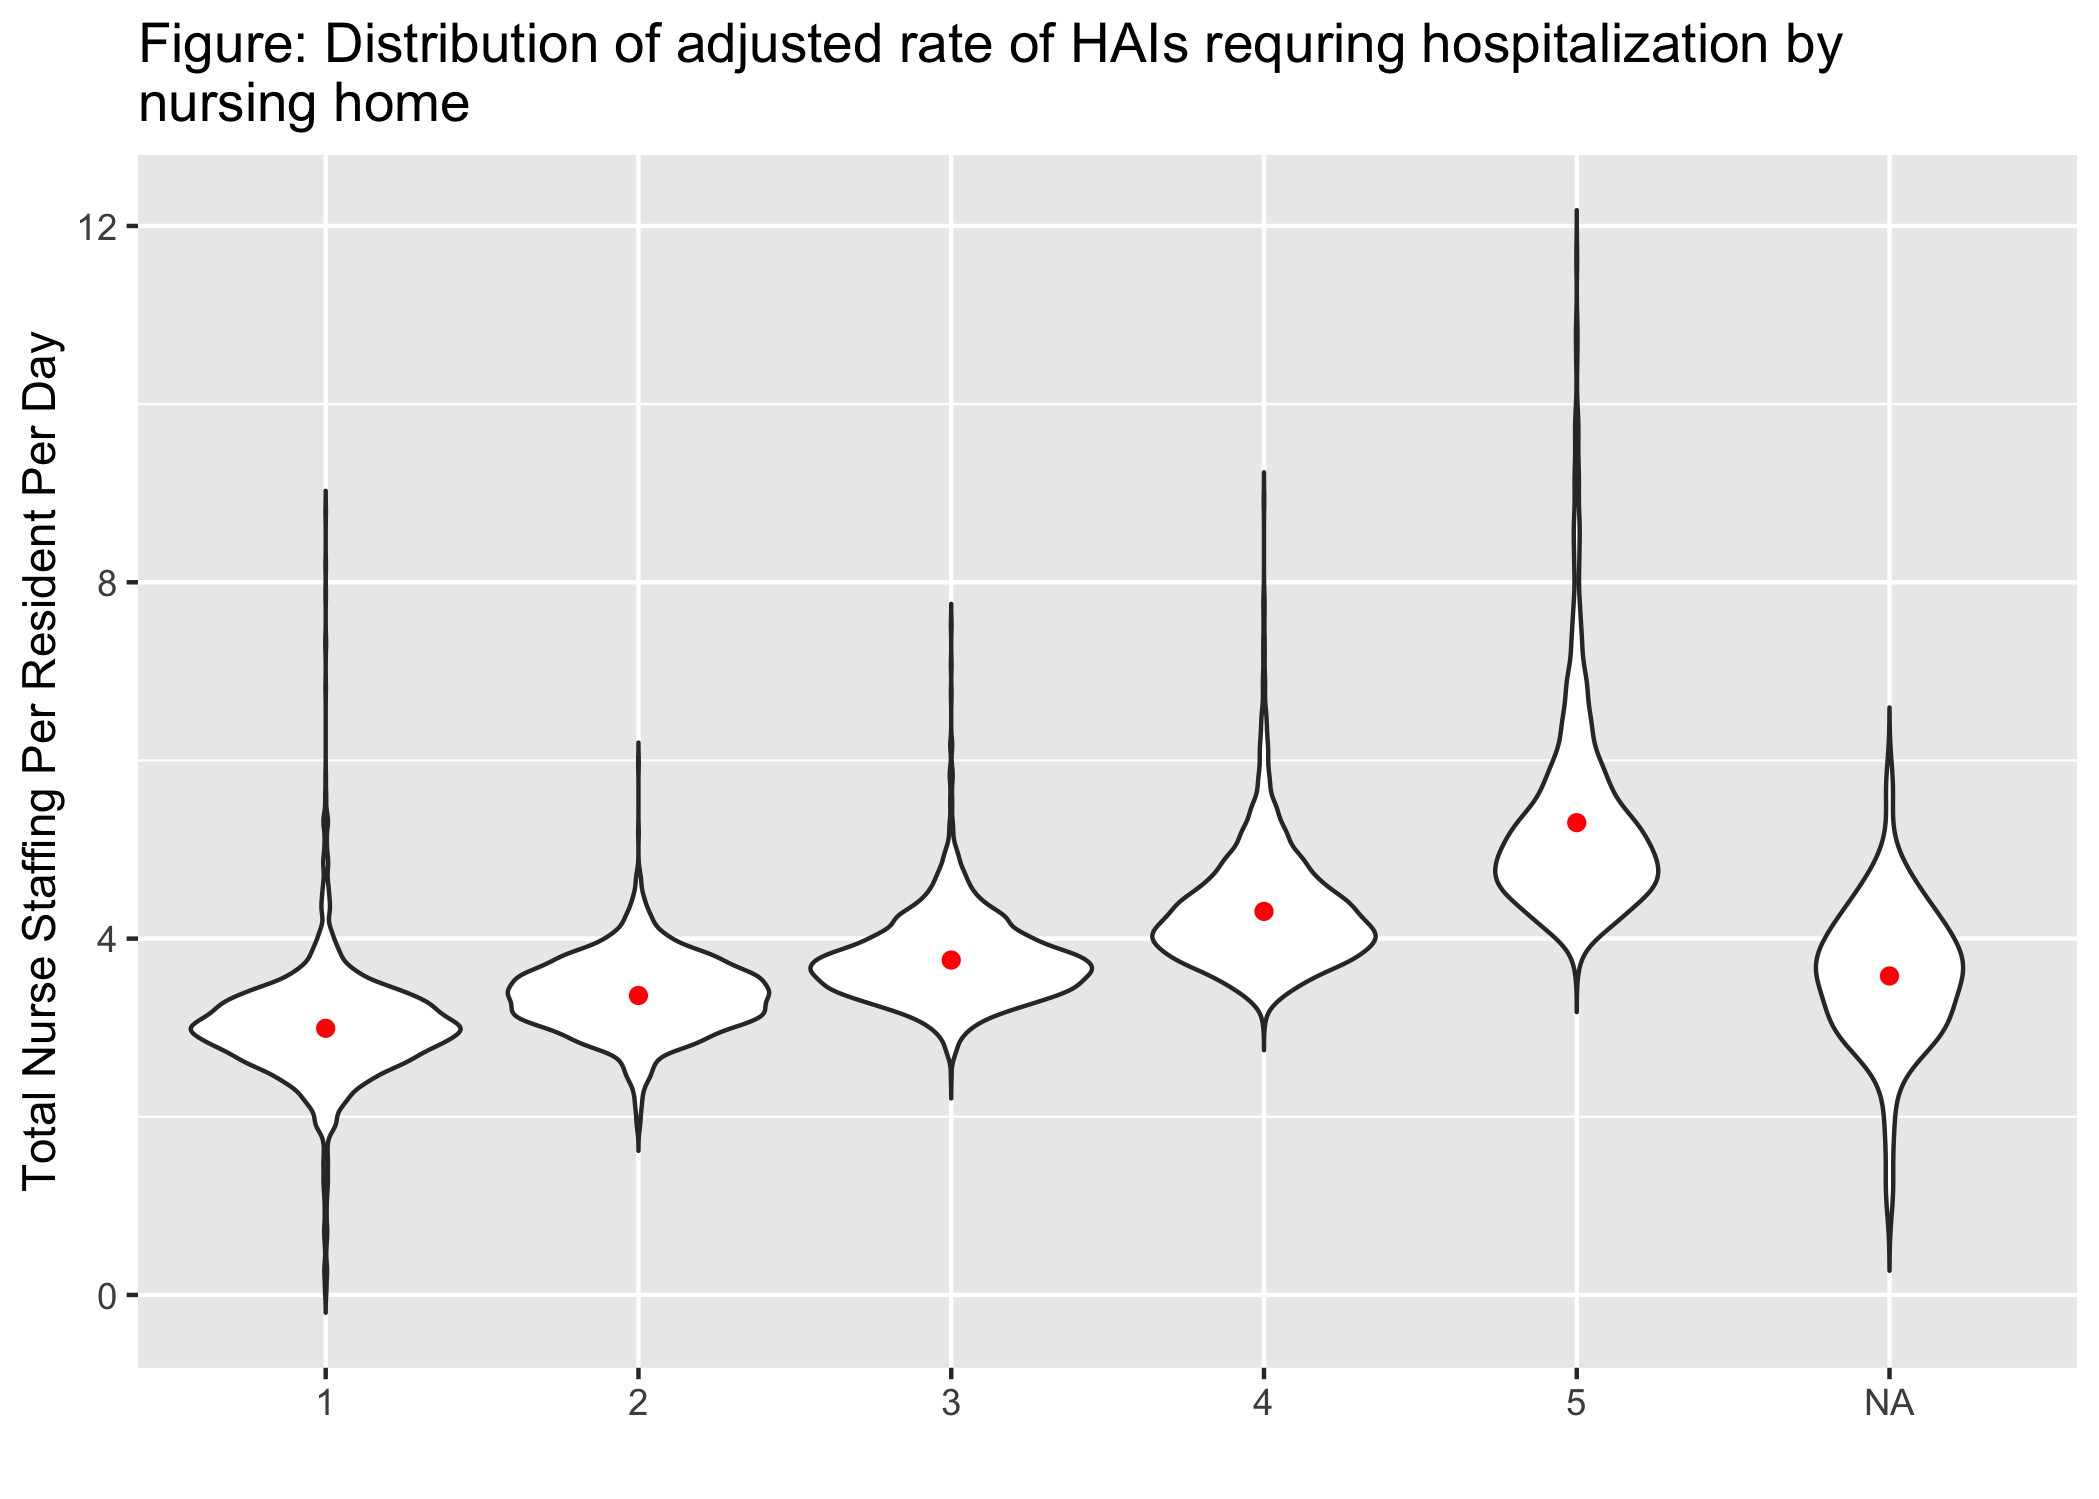 Figure: Distribution of adjusted rate of HAIs requring hospitalization by
nursing home
Total Nurse Staffing Per Resident Per Day
12
8
4
0
1
2
3
4
5
NA